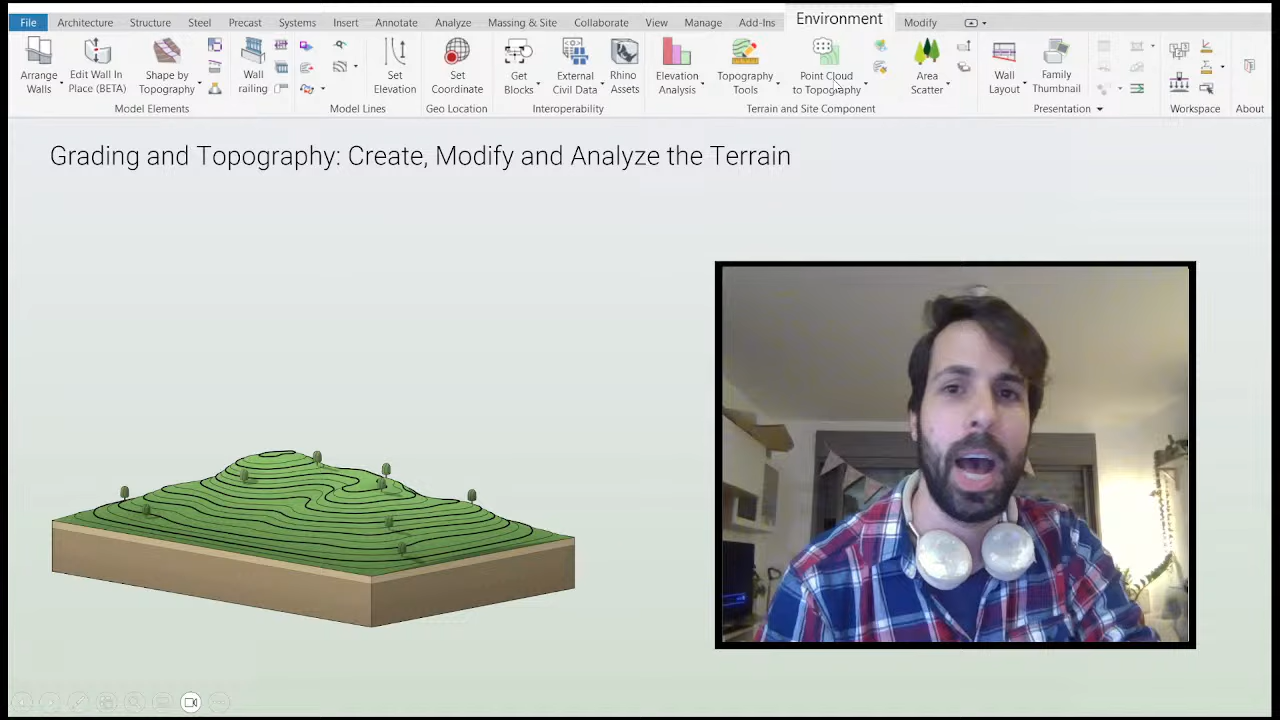 File Architecture Structure Steel Precast Systems Insert Annotate Analyze Massing & Site Collaborate View Manage Add-Ins Environment Modify
Arrange Walls
Edit Wall In Place (BETA)
Shape by Topography
Wall railing
Set Elevation
Set Cordinates
Get Blocks
External Civil Data
Rhino Assets
Elevation Analysis
Topography Tools
Point Cloud to Topography
Area Scatter
Wall Layout
Family Thumbnail
Model Elements
Model Lines
Geo Location
Interoperability
Terrain and Site Component
Presentation
Workspace
About
Grading and Topography: Create, Modify and Analyze the Terrain